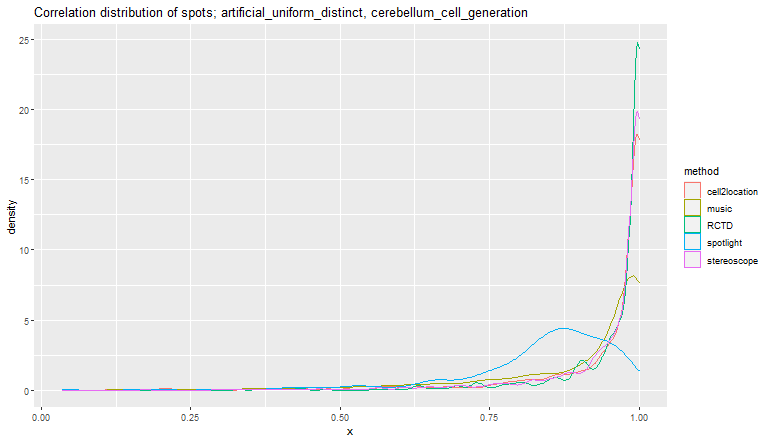 Correlation distribution of spots; artificial_uniform_distinct, cerebellum_cell_generation
25
20
15
10
5
0
density
0.00
0.25
0.50
0.75
1.00
x
method
cell2location
music
RCTD
spotlight
stereoscope